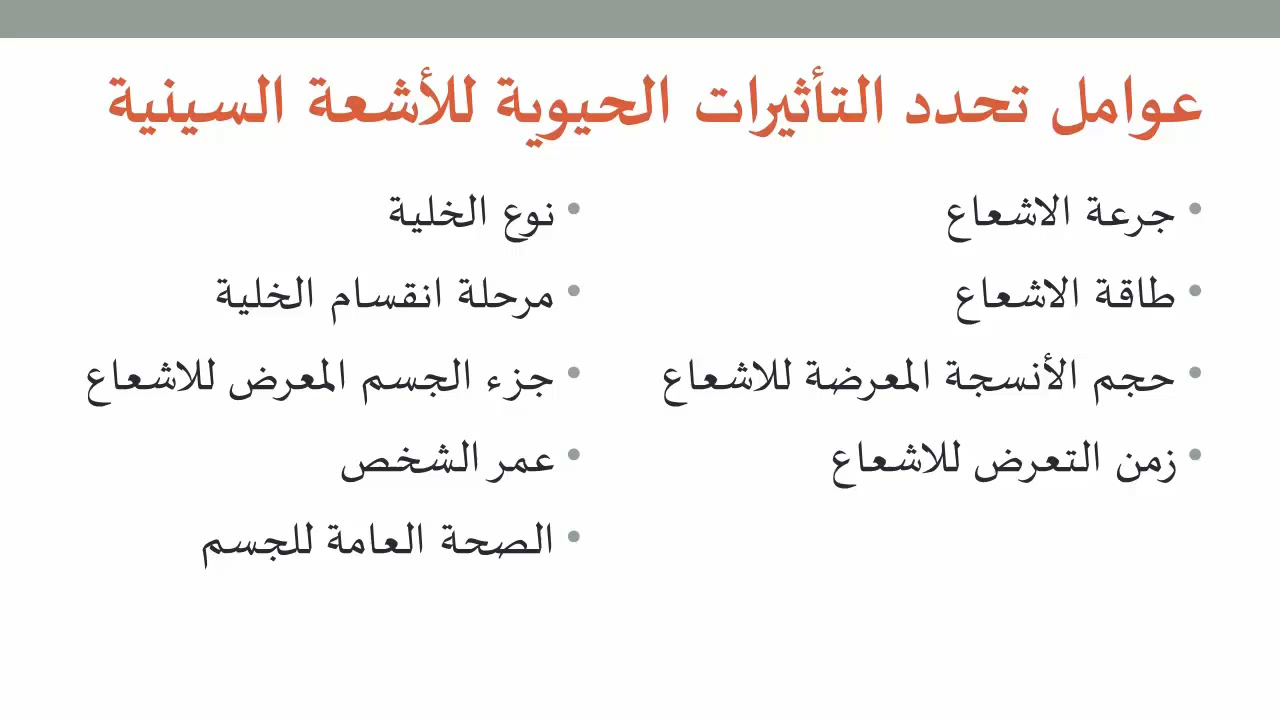 عوامل تحدد التأثيرات الحيوية للأشعة السينية
• جرعة الاشعاع
• طاقة الاشعاع
• حجم الأنسجة المعرضة للاشعاع
• زمن التعرض للاشعاع
• نوع الخلية
• مرحلة انقسام الخلية
• جزء الجسم المعرض للاشعاع
• عمر الشخص
• الصحة العامة للجسم